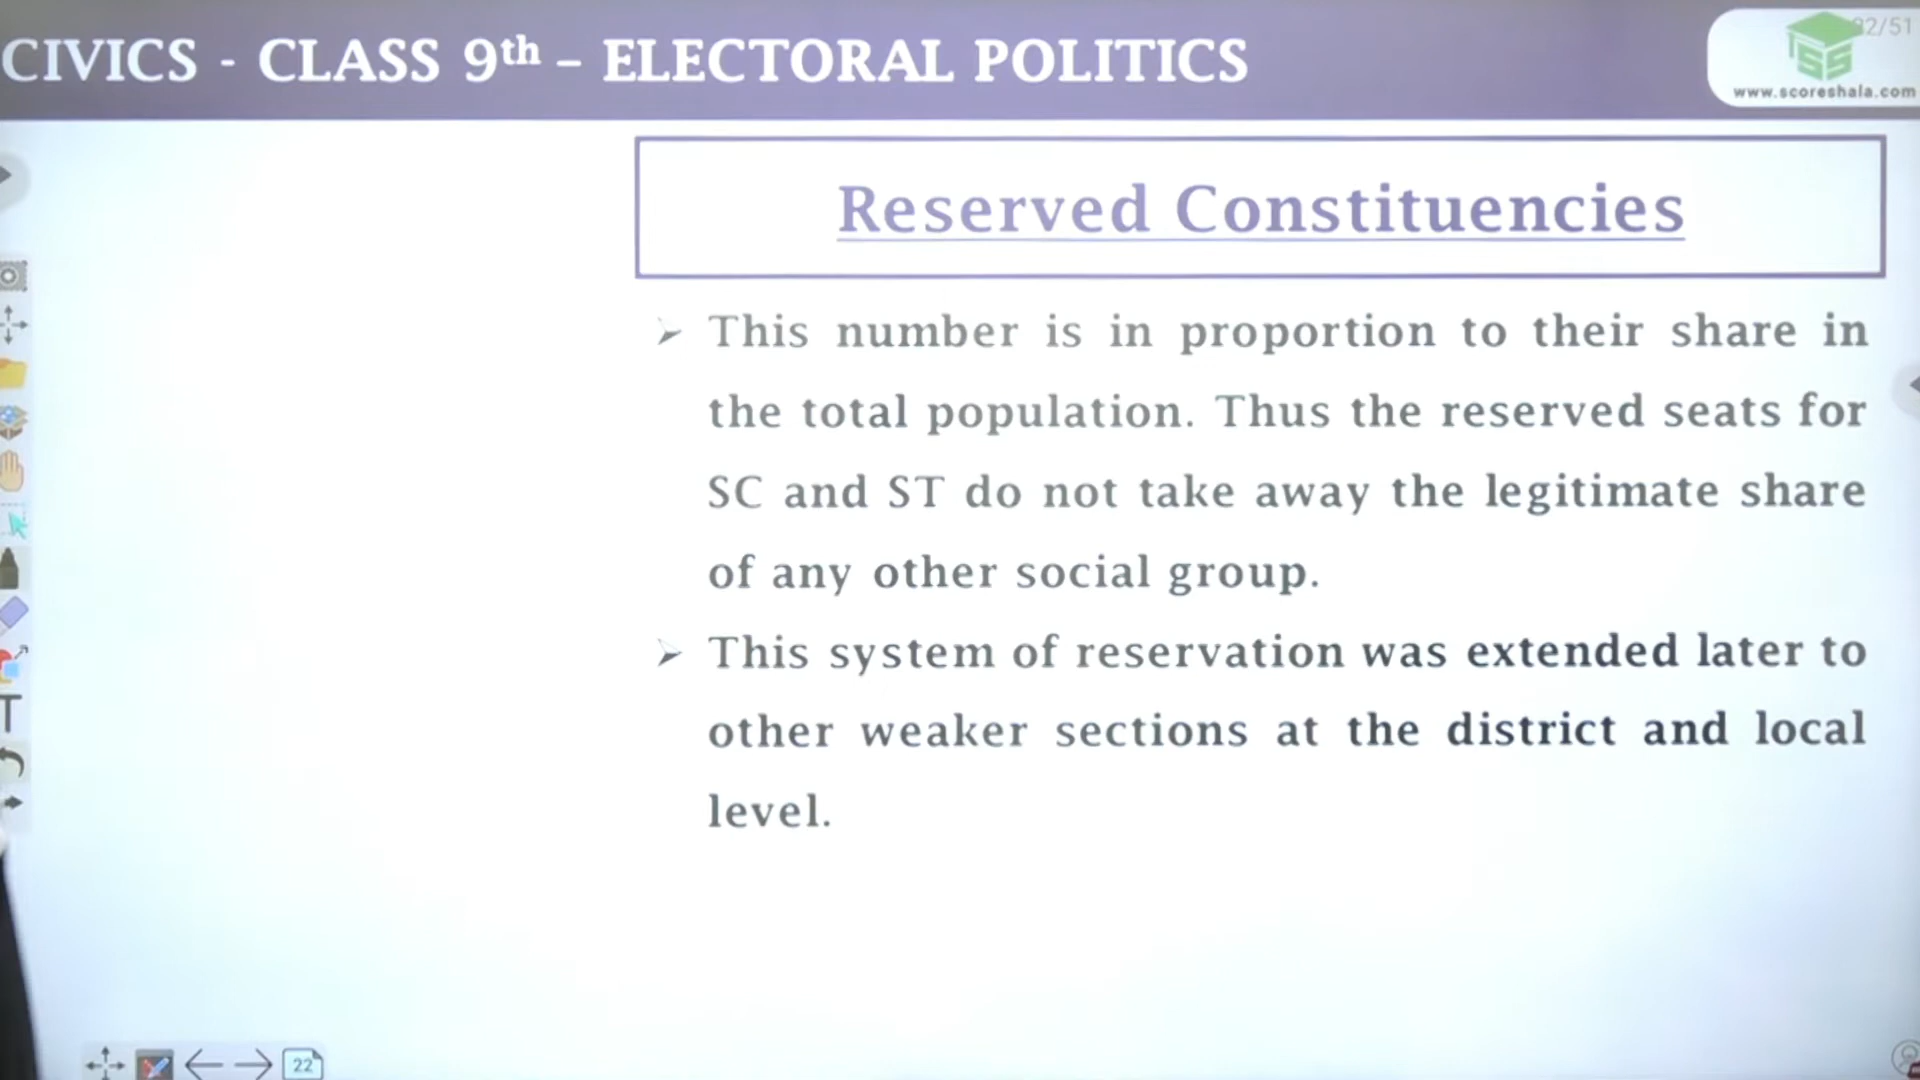 CIVICS - CLASS 9th – ELECTORAL POLITICS
22/51
www.scoreshala.com
Reserved Constituencies
➢ This number is in proportion to their share in
the total population. Thus the reserved seats for
SC and ST do not take away the legitimate share
of any other social group.
➢ This system of reservation was extended later to
other weaker sections at the district and local
level.
T
22